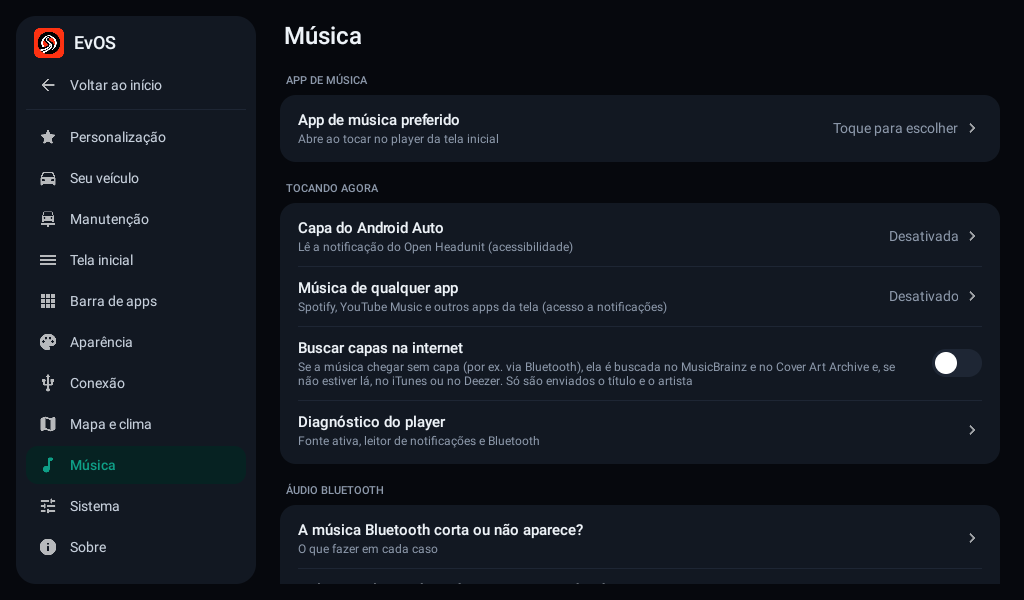 EvOS
Voltar ao início
Personalização
Seu veículo
Manutenção
Tela inicial
Barra de apps
Aparência
Conexão
Mapa e clima
Música
Sistema
Sobre
Música
APP DE MÚSICA
App de música preferido
Abre ao tocar no player da tela inicial
Toque para escolher
TOCANDO AGORA
Capa do Android Auto
Lê a notificação do Open Headunit (acessibilidade)
Desativada
Música de qualquer app
Spotify, YouTube Music e outros apps da tela (acesso a notificações)
Desativado
Buscar capas na internet
Se a música chegar sem capa (por ex. via Bluetooth), ela é buscada no MusicBrainz e no Cover Art Archive e, se
não estiver lá, no iTunes ou no Deezer. Só são enviados o título e o artista
Diagnóstico do player
Fonte ativa, leitor de notificações e Bluetooth
ÁUDIO BLUETOOTH
A música Bluetooth corta ou não aparece?
O que fazer em cada caso